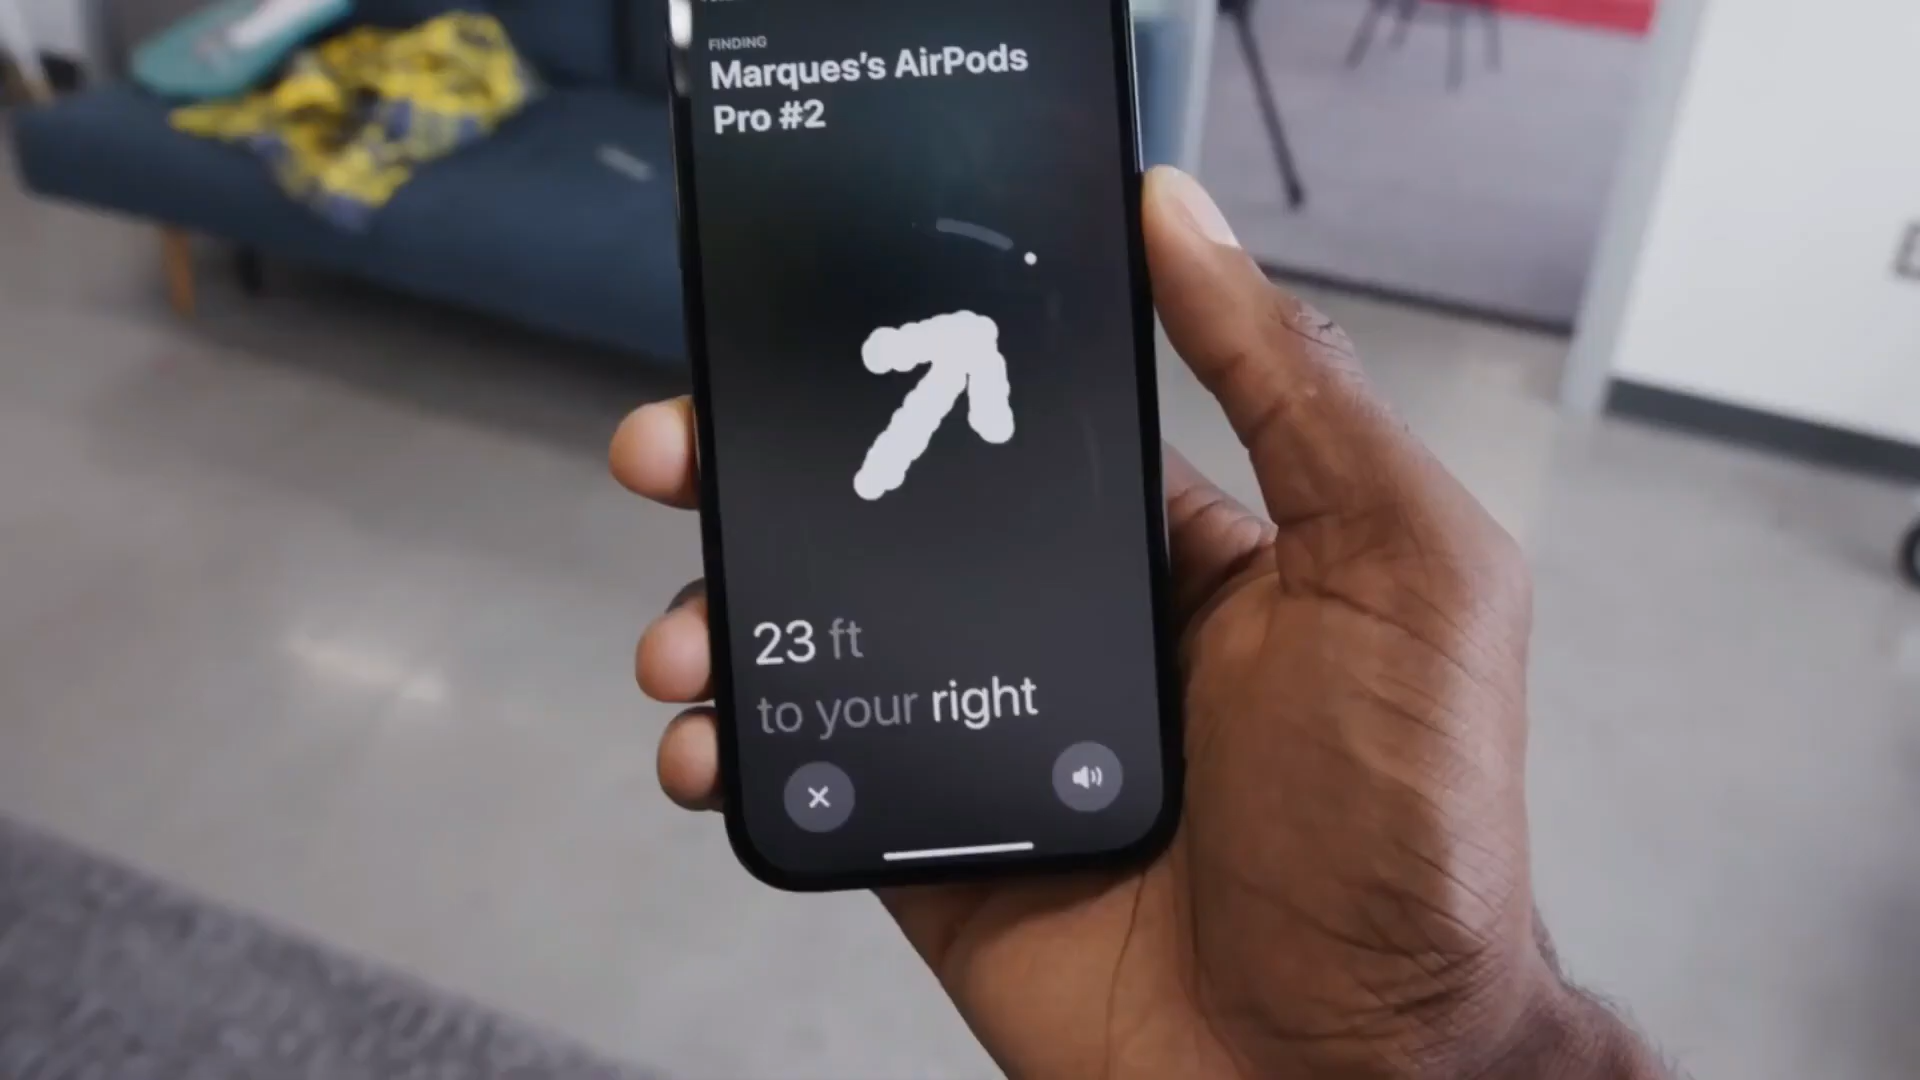 FINDING
Marques's AirPods
Pro #2
23 ft
to your right